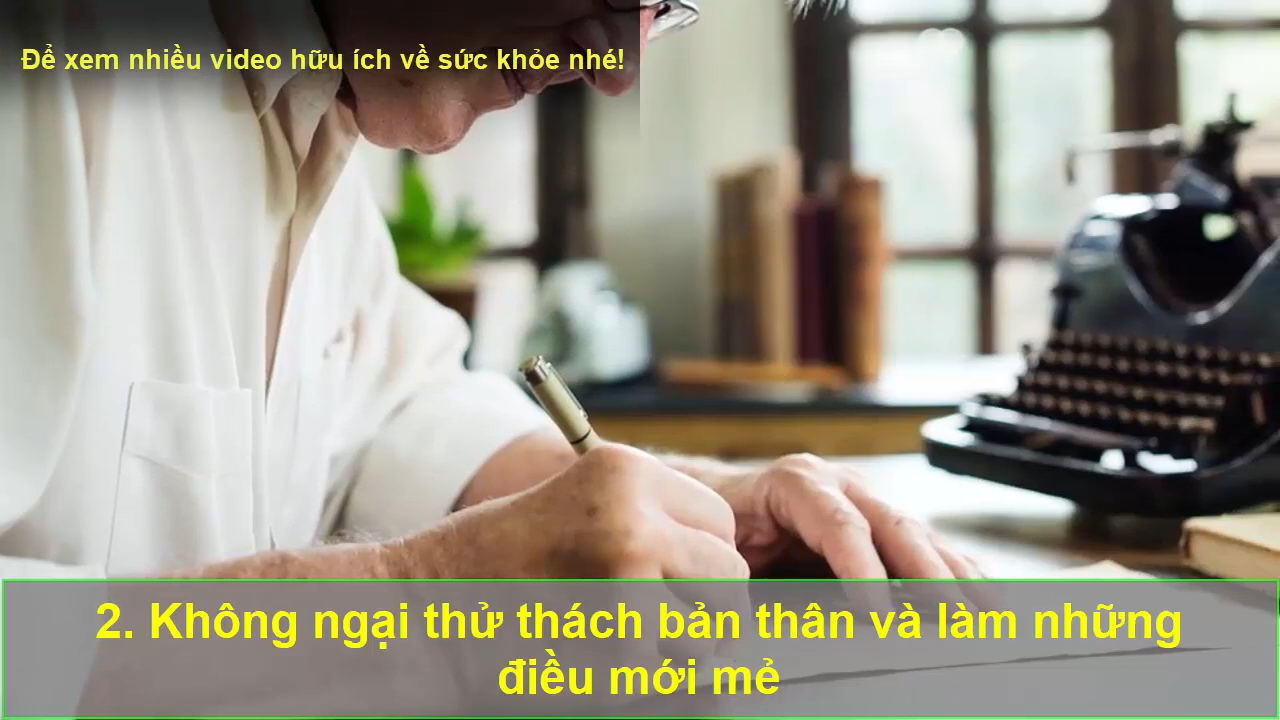 Để xem nhiều video hữu ích về sức khỏe nhé!
2. Không ngại thử thách bản thân và làm những
điều mới mẻ